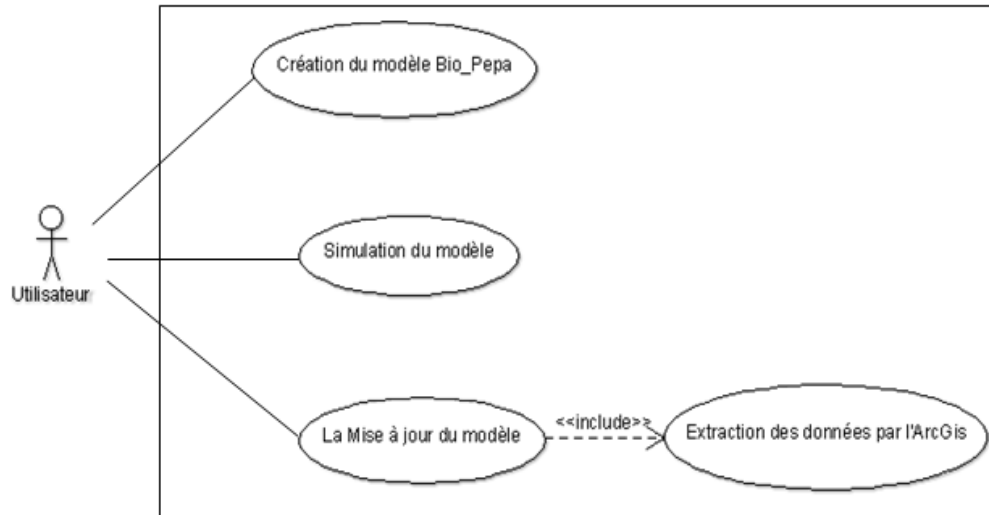 Création du modèle Bio_Pepa
Simulation du modèle
Utilisateur
La Mise à jour du modèle
<<include>>
Extraction des données par l'ArcGis